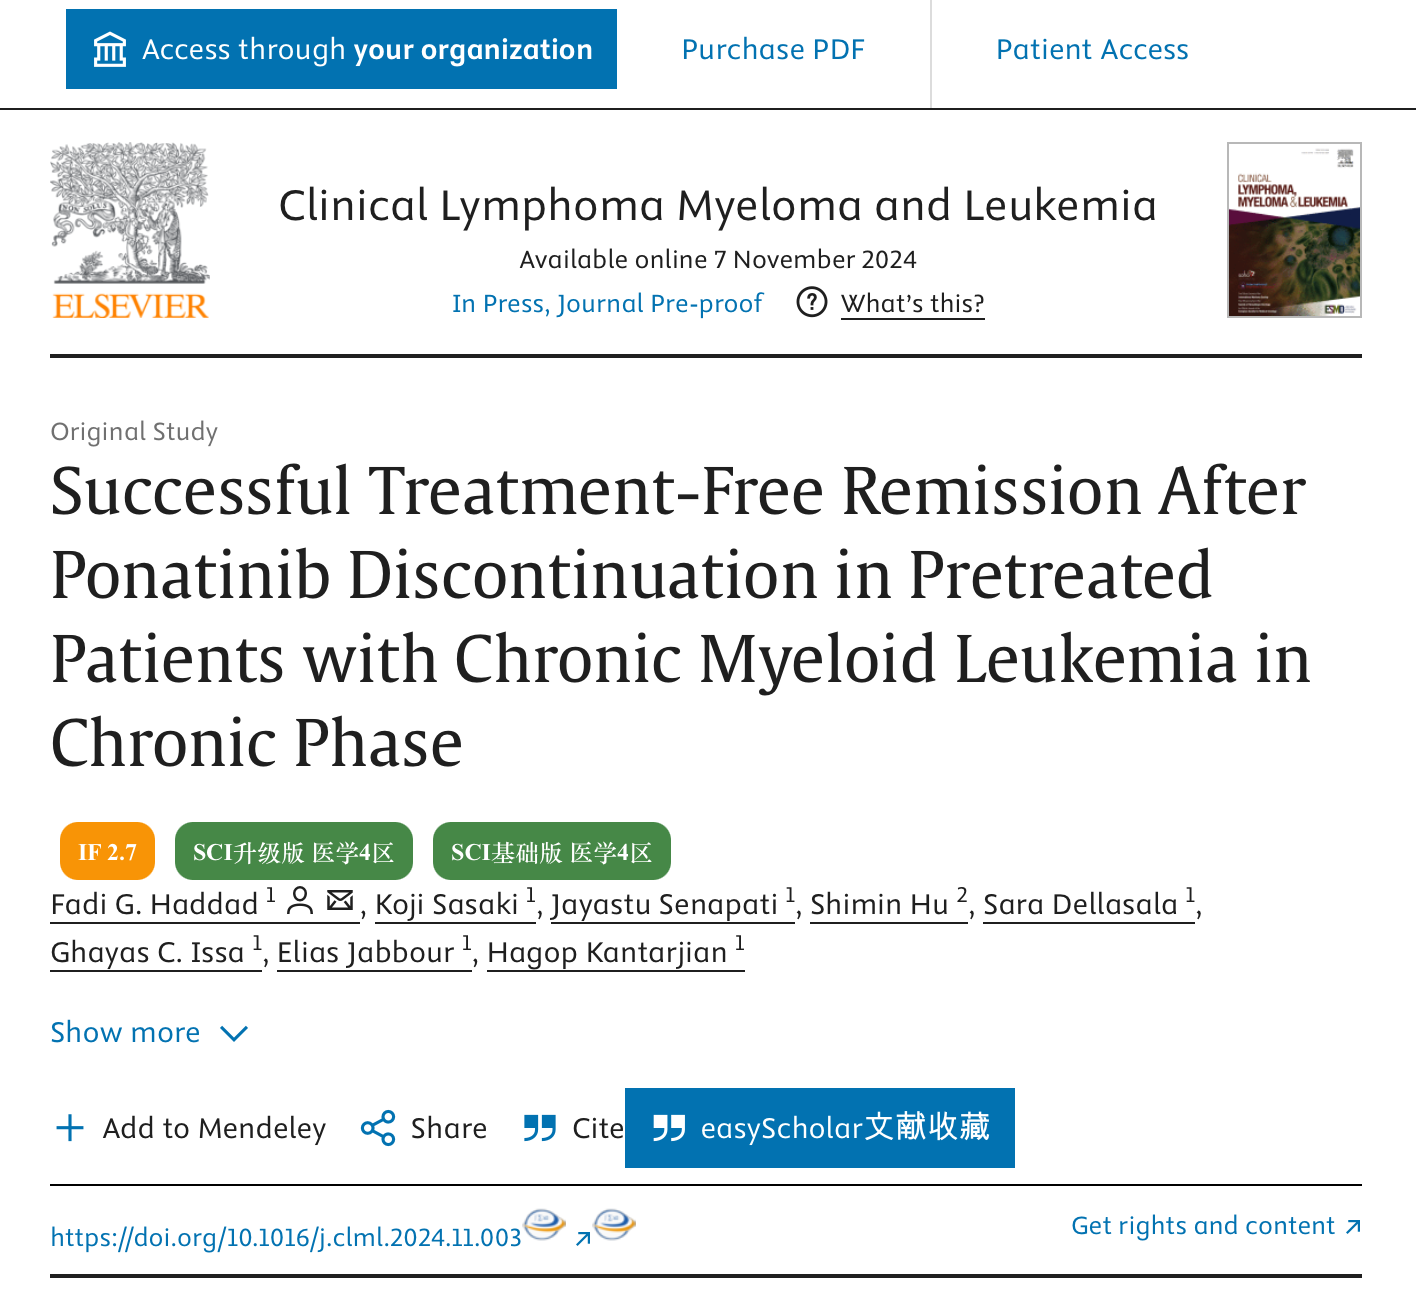 Access through your organization
Purchase PDF
Patient Access
ELSEVIER
Clinical Lymphoma Myeloma and Leukemia
Available online 7 November 2024
In Press, Journal Pre-proof
What's this?
CLINICAL
LYMPHOMA,
MYELOMA & LEUKEMIA
ESMO
Original Study
Successful Treatment-Free Remission After
Ponatinib Discontinuation in Pretreated
Patients with Chronic Myeloid Leukemia in
Chronic Phase
IF 2.7
SCI升级版 医学4区
SCI基础版 医学4区
Fadi G. Haddad 1, Koji Sasaki 1, Jayastu Senapati 1, Shimin Hu 2, Sara Dellasala 1,
Ghayas C. Issa 1, Elias Jabbour 1, Hagop Kantarjian 1
Show more
Add to Mendeley
Share
Cite
easyScholar文献收藏
https://doi.org/10.1016/j.clml.2024.11.003
Get rights and content